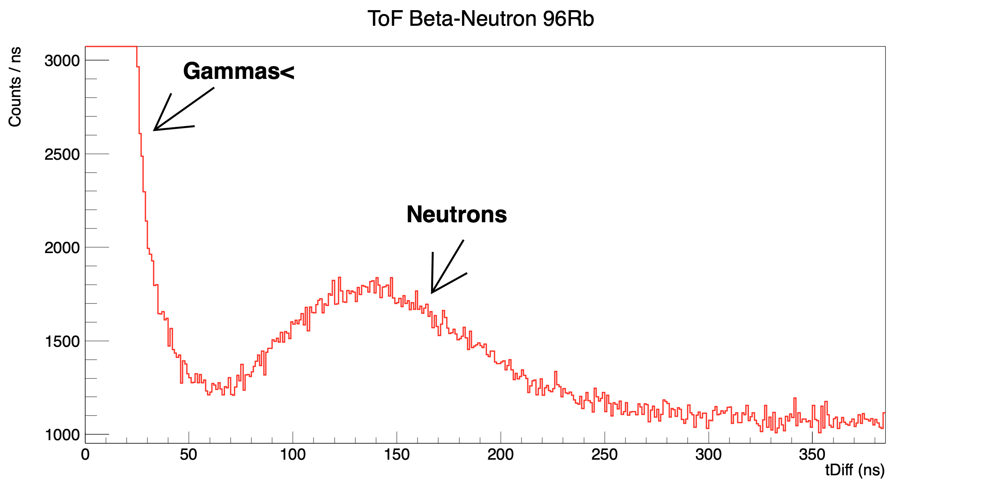 ToF Beta-Neutron 96Rb
Counts / ns
3000
2500
2000
1500
1000
Gammas<
Neutrons
0 50 100 150 200 250 300 350
tDiff (ns)